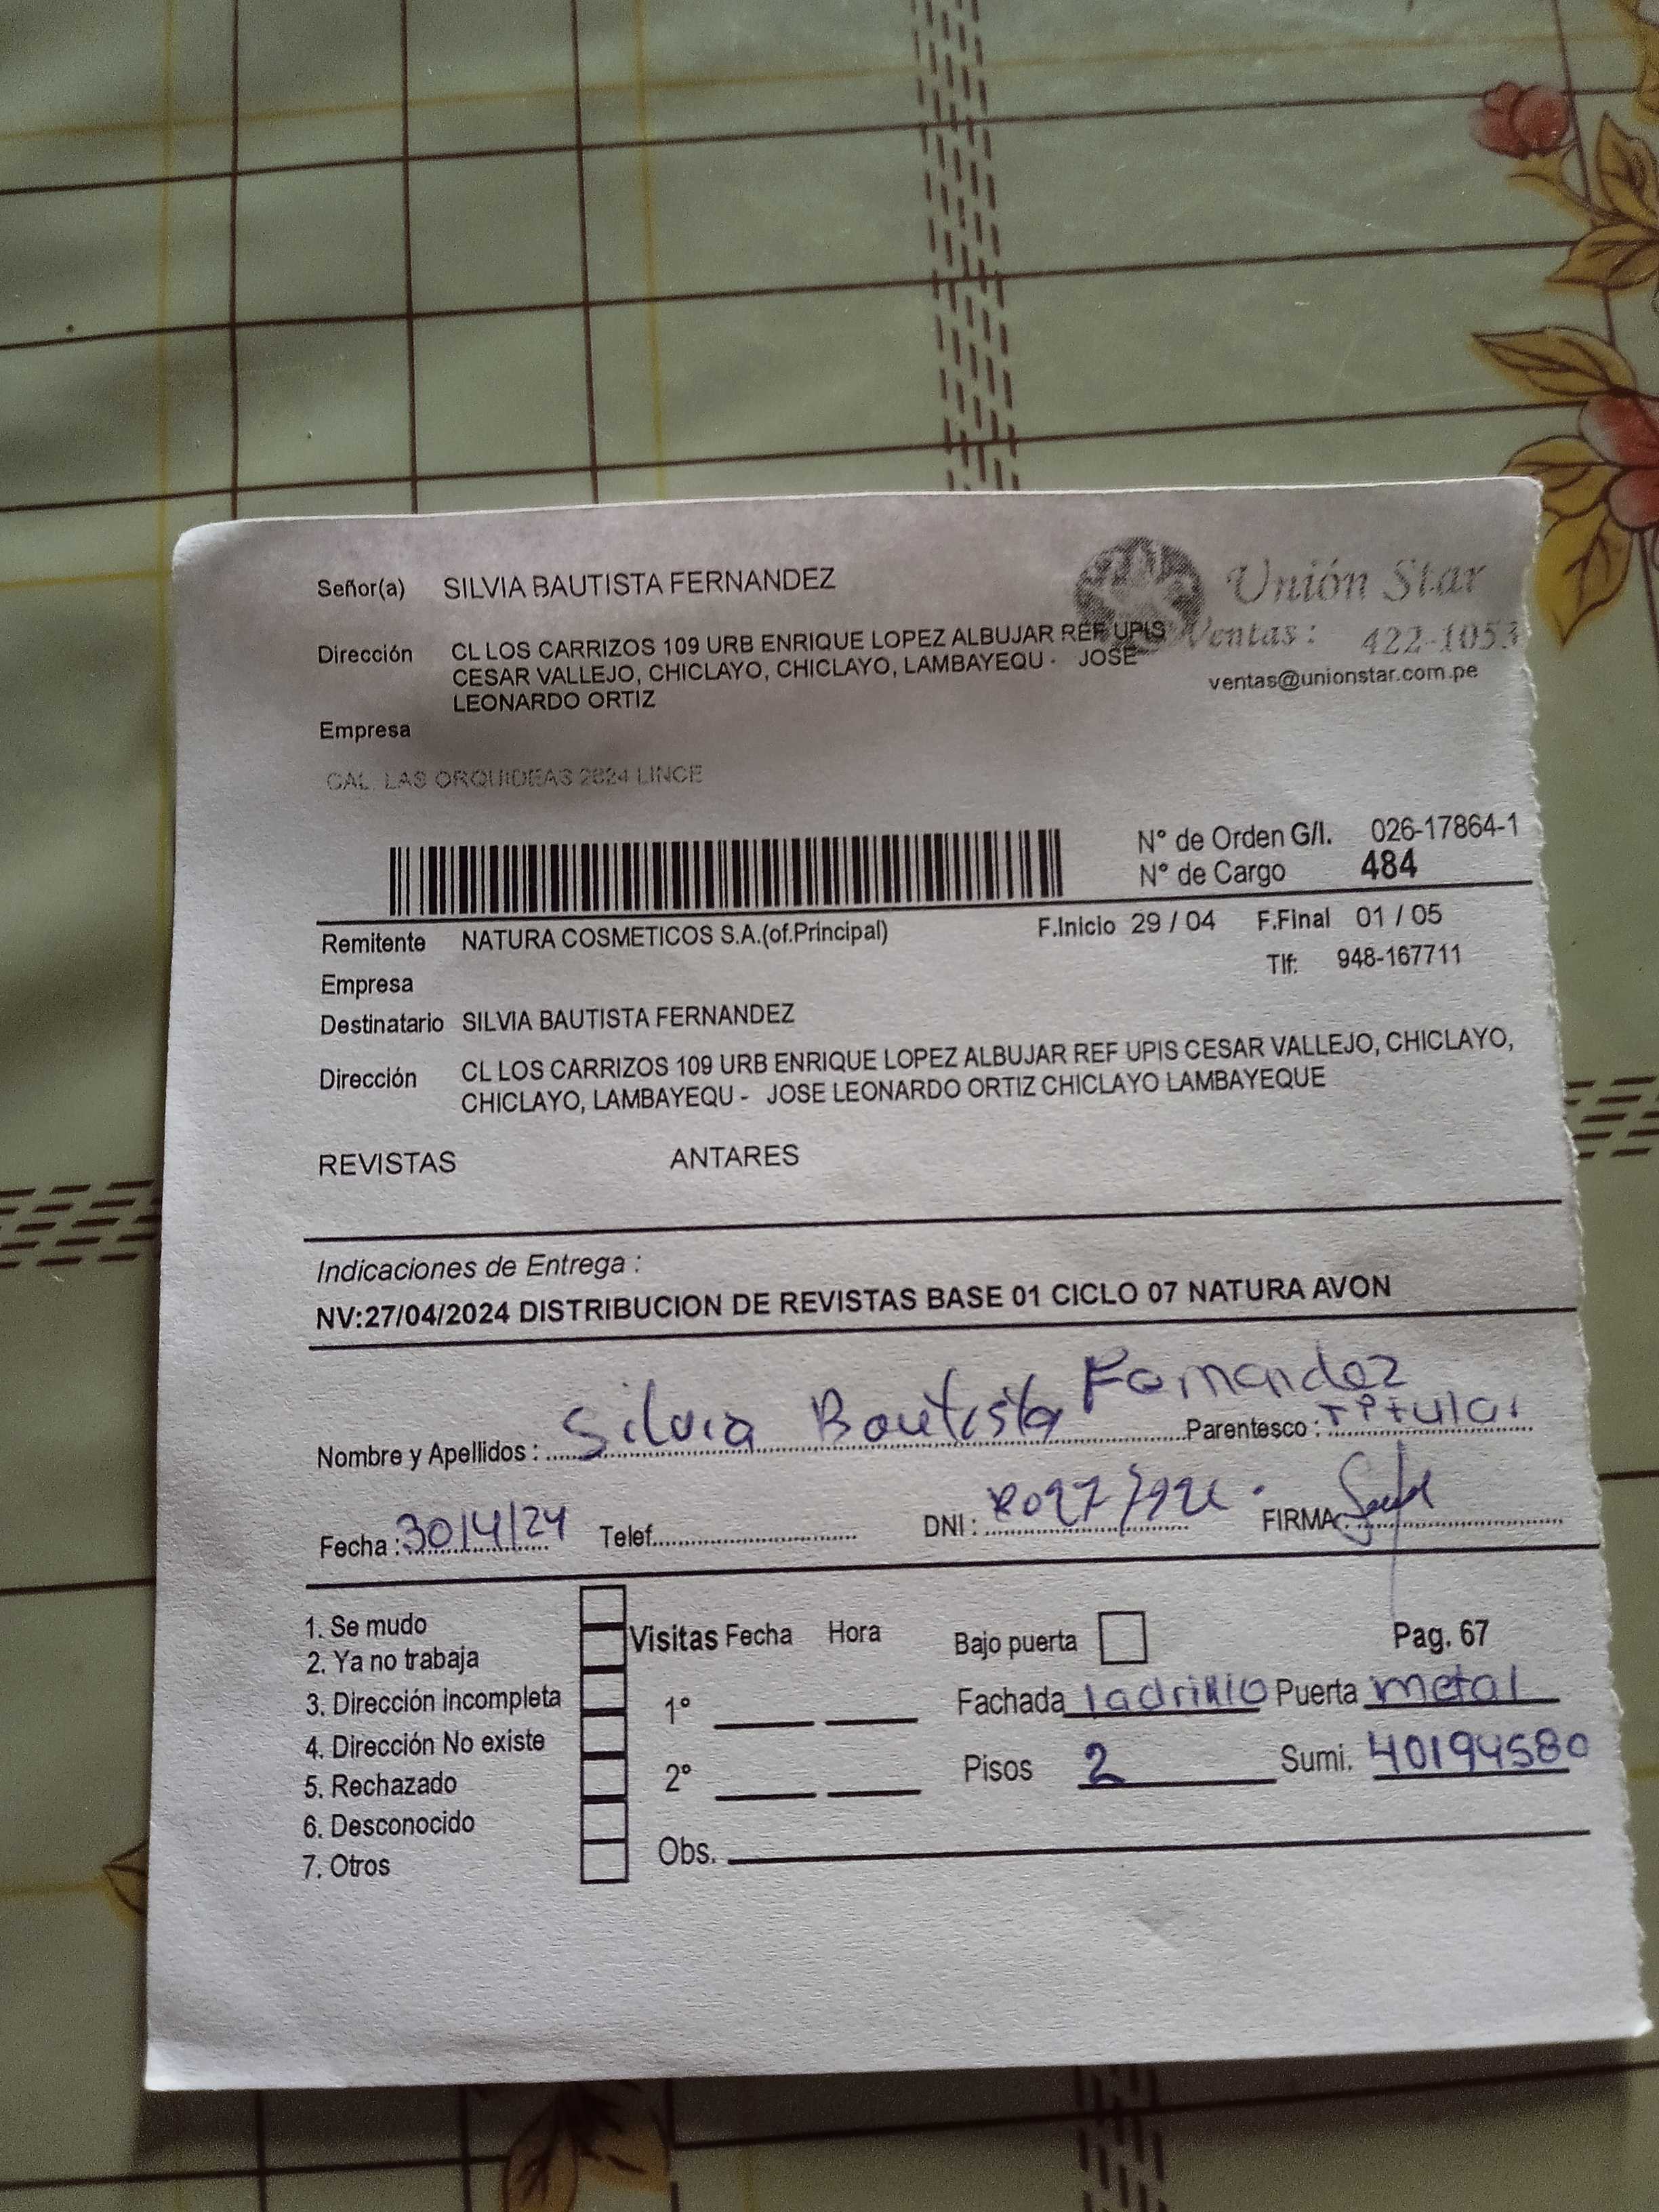 Señor(a) SILVIA BAUTISTA FERNANDEZ
Unión Star
Dirección CL LOS CARRIZOS 109 URB ENRIQUE LOPEZ ALBUJAR REF UPIS
CESAR VALLEJO, CHICLAYO, CHICLAYO, LAMBAYEQU - JOSE
LEONARDO ORTIZ
Ventas : 422-1053
ventas@unionstar.com.pe
Empresa
CAL. LAS ORQUIDEAS 2624 LINCE
N° de Orden G/I. 026-17864-1
N° de Cargo 484
Remitente NATURA COSMETICOS S.A.(of.Principal) F.Inicio 29 / 04 F.Final 01 / 05
Empresa Tlf: 948-167711
Destinatario SILVIA BAUTISTA FERNANDEZ
Dirección CL LOS CARRIZOS 109 URB ENRIQUE LOPEZ ALBUJAR REF UPIS CESAR VALLEJO, CHICLAYO,
CHICLAYO, LAMBAYEQU - JOSE LEONARDO ORTIZ CHICLAYO LAMBAYEQUE
REVISTAS ANTARES
Indicaciones de Entrega :
NV:27/04/2024 DISTRIBUCION DE REVISTAS BASE 01 CICLO 07 NATURA AVON
Nombre y Apellidos : Silvia Bautista Fernandez Parentesco : Titular
Fecha : 30/4/24 Telef. DNI : FIRMA:
1. Se mudo
2. Ya no trabaja
3. Dirección incompleta
4. Dirección No existe
5. Rechazado
6. Desconocido
7. Otros
Visitas Fecha Hora
1°
2°
Obs.
Bajo puerta Pag. 67
Fachada ladrillo Puerta metal
Pisos 2 Sumi. 40194580